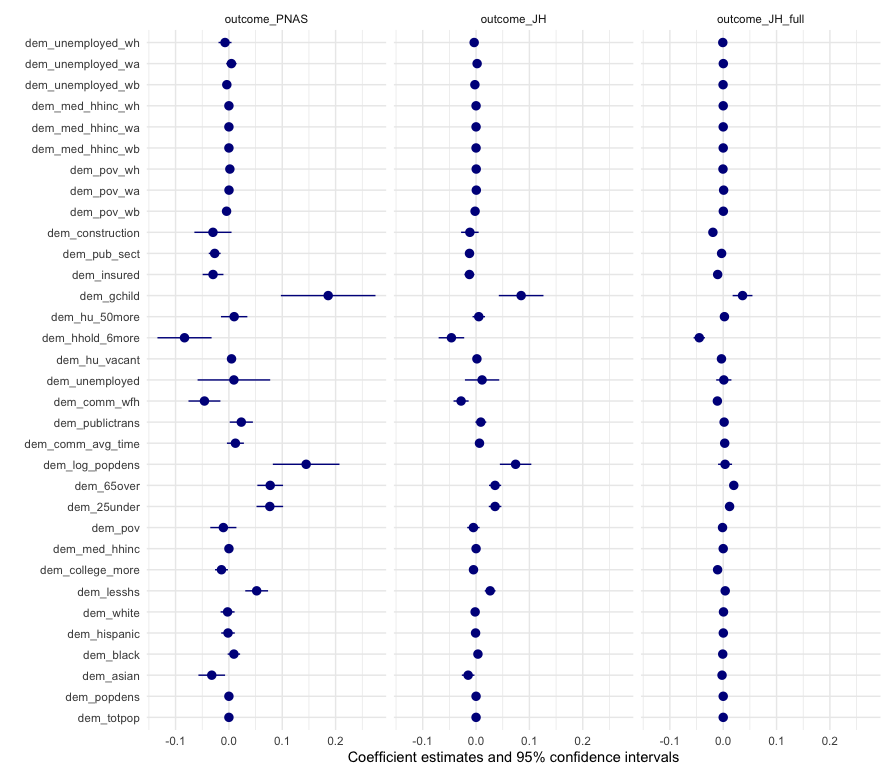 outcome_PNAS outcome_JH outcome_JH_full
dem_unemployed_wh
dem_unemployed_wa
dem_unemployed_wb
dem_med_hhinc_wh
dem_med_hhinc_wa
dem_med_hhinc_wb
dem_pov_wh
dem_pov_wa
dem_pov_wb
dem_construction
dem_pub_sect
dem_insured
dem_gchild
dem_hu_50more
dem_hhold_6more
dem_hu_vacant
dem_unemployed
dem_comm_wfh
dem_publictrans
dem_comm_avg_time
dem_log_popdens
dem_65over
dem_25under
dem_pov
dem_med_hhinc
dem_college_more
dem_lesshs
dem_white
dem_hispanic
dem_black
dem_asian
dem_popdens
dem_totpop
-0.1 0.0 0.1 0.2 -0.1 0.0 0.1 0.2 -0.1 0.0 0.1 0.2
Coefficient estimates and 95% confidence intervals